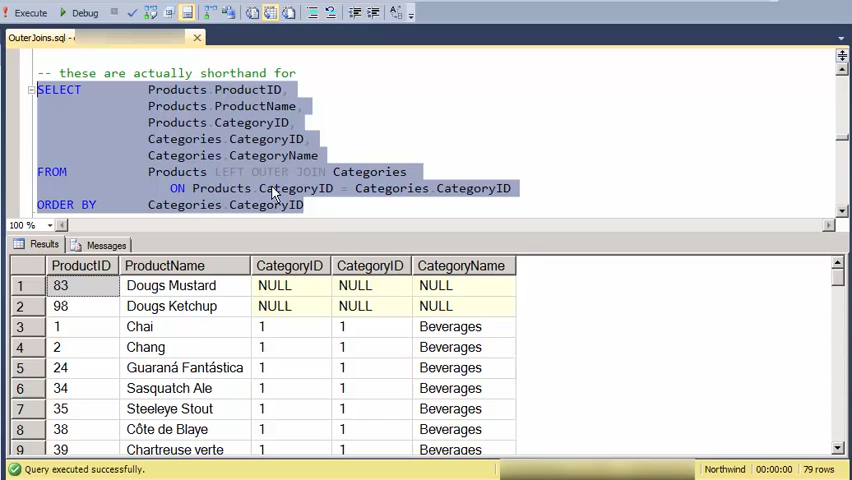 Execute Debug
OuterJoins.sql - 
-- these are actually shorthand for
SELECT Products.ProductID,
Products.ProductName,
Products.CategoryID,
Categories.CategoryID,
Categories.CategoryName
FROM Products LEFT OUTER JOIN Categories
ON Products.CategoryID = Categories.CategoryID
ORDER BY Categories.CategoryID
100 %
Results Messages
ProductID ProductName CategoryID CategoryID CategoryName
1 83 Dougs Mustard NULL NULL NULL
2 98 Dougs Ketchup NULL NULL NULL
3 1 Chai 1 1 Beverages
4 2 Chang 1 1 Beverages
5 24 Guaraná Fantástica 1 1 Beverages
6 34 Sasquatch Ale 1 1 Beverages
7 35 Steeleye Stout 1 1 Beverages
8 38 Côte de Blaye 1 1 Beverages
9 39 Chartreuse verte 1 1 Beverages
Query executed successfully. Northwind 00:00:00 79 rows